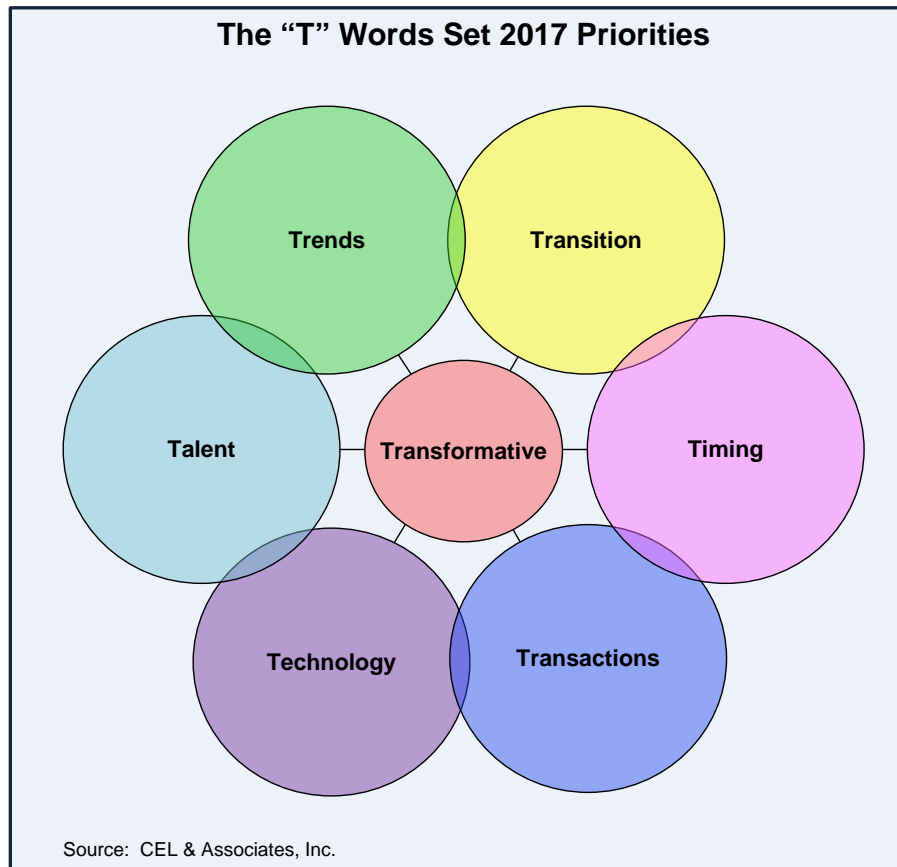 The “T” Words Set 2017 Priorities
Trends
Transition
Talent
Transformative
Timing
Technology
Transactions
Source: CEL & Associates, Inc.